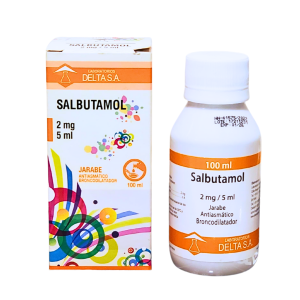 LABORATORIOS
DELTA S.A.
SALBUTAMOL
2 mg
5 ml
JARABE
ANTIASMÁTICO
BRONCODILATADOR
100 ml
100 ml
Salbutamol
2 mg / 5 ml
Jarabe
Antiasmático
Broncodilatador
LABORATORIOS
DELTA S.A.